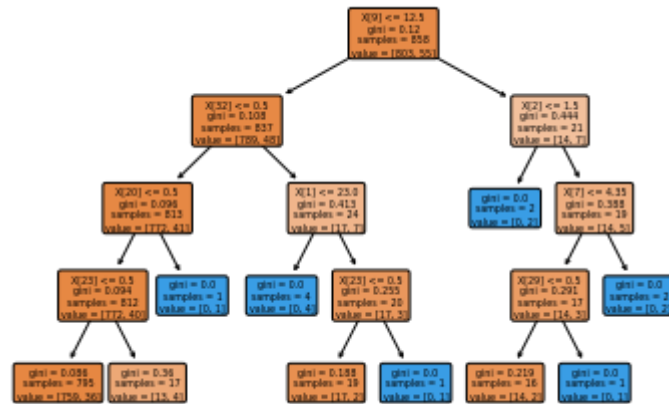 X[9] <= 12.5
gini = 0.12
samples = 858
value = [803, 55]
X[32] <= 0.5
gini = 0.108
samples = 837
value = [789, 48]
X[2] <= 1.5
gini = 0.444
samples = 21
value = [14, 7]
X[20] <= 0.5
gini = 0.096
samples = 813
value = [772, 41]
X[1] <= 23.0
gini = 0.413
samples = 24
value = [17, 7]
gini = 0.0
samples = 2
value = [0, 2]
X[7] <= 4.35
gini = 0.388
samples = 19
value = [14, 5]
X[23] <= 0.5
gini = 0.094
samples = 812
value = [772, 40]
gini = 0.0
samples = 1
value = [0, 1]
gini = 0.0
samples = 4
value = [0, 4]
X[23] <= 0.5
gini = 0.255
samples = 20
value = [17, 3]
X[29] <= 0.5
gini = 0.291
samples = 17
value = [14, 3]
gini = 0.0
samples = 2
value = [0, 2]
gini = 0.086
samples = 795
value = [759, 36]
gini = 0.36
samples = 17
value = [13, 4]
gini = 0.188
samples = 19
value = [17, 2]
gini = 0.0
samples = 1
value = [0, 1]
gini = 0.219
samples = 16
value = [14, 2]
gini = 0.0
samples = 1
value = [0, 1]